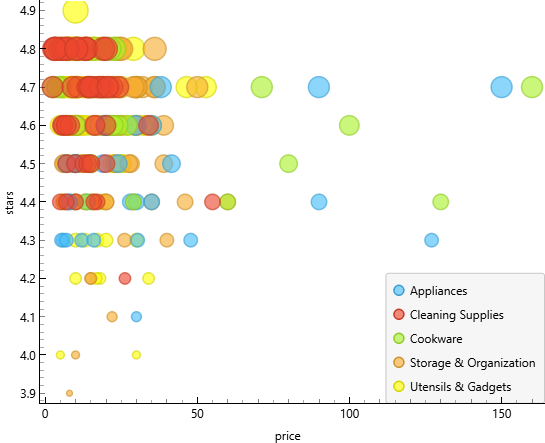 4.9
4.8
4.7
4.6
4.5
4.4
4.3
4.2
4.1
4.0
3.9
stars
0 50 100 150
price
Appliances
Cleaning Supplies
Cookware
Storage & Organization
Utensils & Gadgets